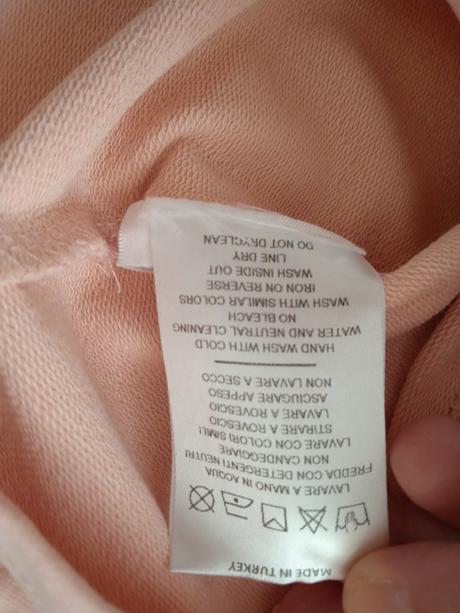 MADE IN TURKEY
LAVARE A MANO IN ACQUA
FREDDA CON DETERGENTI NEUTRI
NON CANDEGGIARE
LAVARE CON COLORI SIMILI
STIRARE A ROVESCIO
LAVARE A ROVESCIO
ASCIUGARE APPESO
NON LAVARE A SECCO
HAND WASH WITH COLD
WATER AND NEUTRAL CLEANING
NO BLEACH
WASH WITH SIMILAR COLORS
IRON ON REVERSE
WASH INSIDE OUT
LINE DRY
DO NOT DRYCLEAN